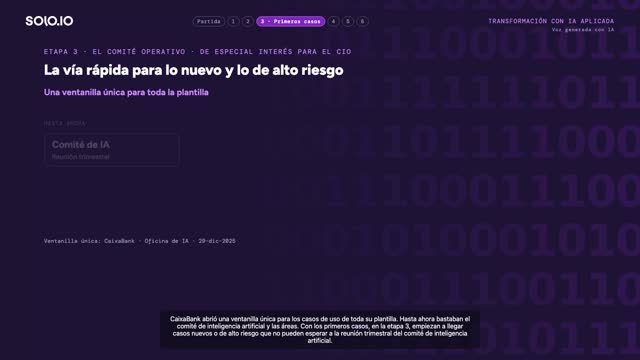 SOLO.IO
Partida 1 2 3 · Primeros casos 4 5 6
TRANSFORMACIÓN CON IA APLICADA
Voz generada con IA
ETAPA 3 · EL COMITÉ OPERATIVO · DE ESPECIAL INTERÉS PARA EL CIO
La vía rápida para lo nuevo y lo de alto riesgo
Una ventanilla única para toda la plantilla
HASTA AHORA
Comité de IA
Reunión trimestral
Ventanilla única: CaixaBank · Oficina de IA · 29-dic-2025
CaixaBank abrió una ventanilla única para los casos de uso de toda su plantilla. Hasta ahora bastaban el
comité de inteligencia artificial y las áreas. Con los primeros casos, en la etapa 3, empiezan a llegar
casos nuevos o de alto riesgo que no pueden esperar a la reunión trimestral del comité de inteligencia
artificial.